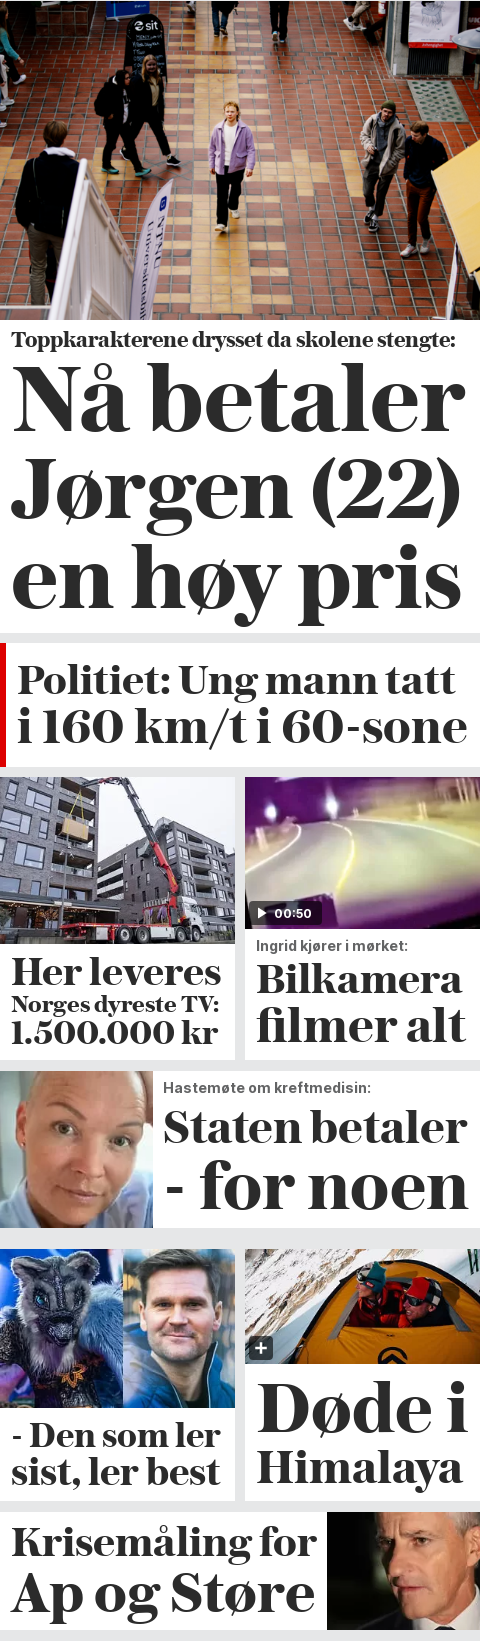 sit
NTNU
Toppkarakterene drysset da skolene stengte:
Nå betaler
Jørgen (22)
en høy pris
Politiet: Ung mann tatt
i 160 km/t i 60-sone
Her leveres
Norges dyreste TV:
1.500.000 kr
00:50
Ingrid kjører i mørket:
Bilkamera
filmer alt
Hastemøte om kreftmedisin:
Staten betaler
- for noen
- Den som ler
sist, ler best
Døde i
Himalaya
Krisemåling for
Ap og Støre